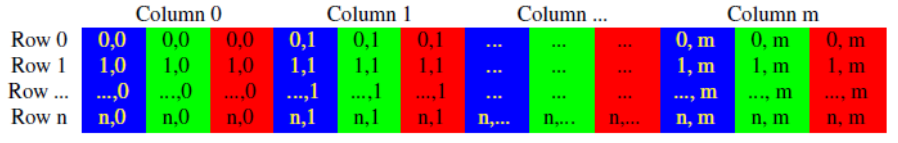 Column 0 Column 1 Column ... Column m
Row 0 0,0 0,0 0,0 0,1 0,1 0,1 ... ... ... 0, m 0, m 0, m
Row 1 1,0 1,0 1,0 1,1 1,1 1,1 ... ... ... 1, m 1, m 1, m
Row ... ...,0 ...,0 ...,0 ...,1 ...,1 ...,1 ... ... ... ..., m ..., m ..., m
Row n n,0 n,0 n,0 n,1 n,1 n,1 n,... n,... n,... n, m n, m n, m